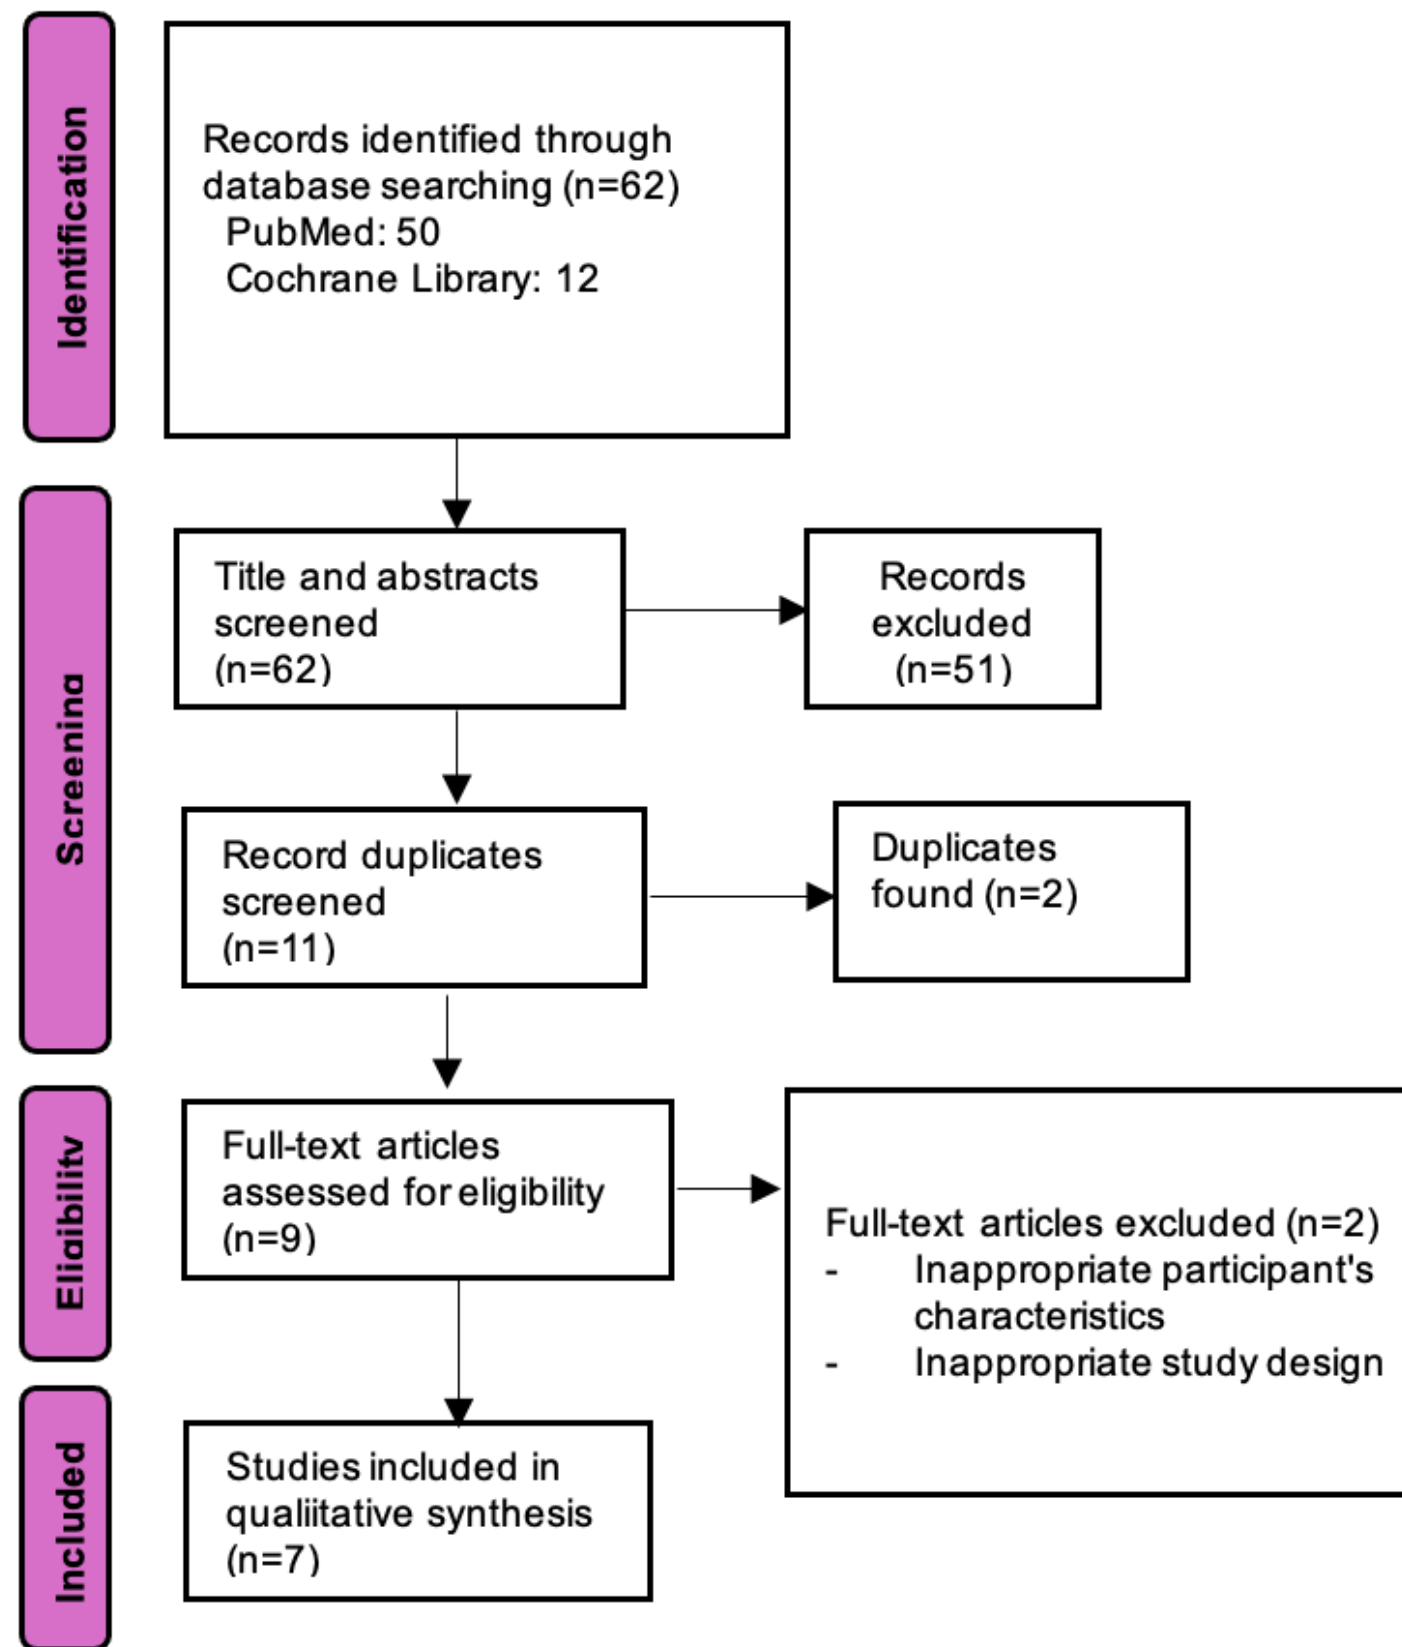 Identification
Records identified through
database searching (n=62)
PubMed: 50
Cochrane Library: 12
Screening
Title and abstracts
screened
(n=62)
Records
excluded
(n=51)
Record duplicates
screened
(n=11)
Duplicates
found (n=2)
Eligibility
Full-text articles
assessed for eligibility
(n=9)
Full-text articles excluded (n=2)
- Inappropriate participant's
characteristics
- Inappropriate study design
Included
Studies included in
qualiitative synthesis
(n=7)